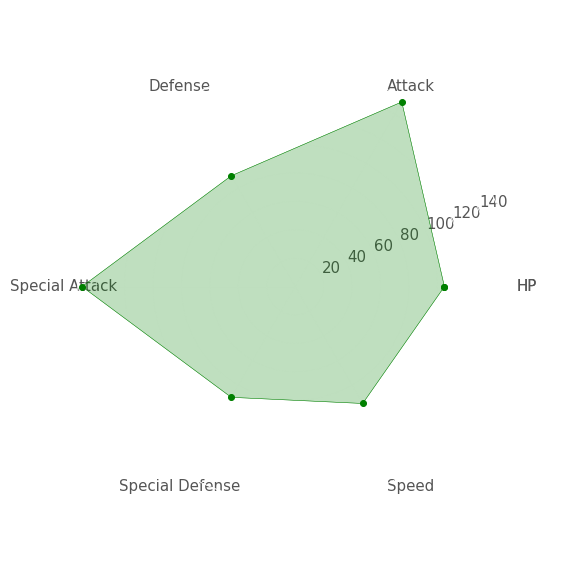 Defense
Attack
140
120
100
80
60
40
20
Special Attack
HP
Special Defense
Speed